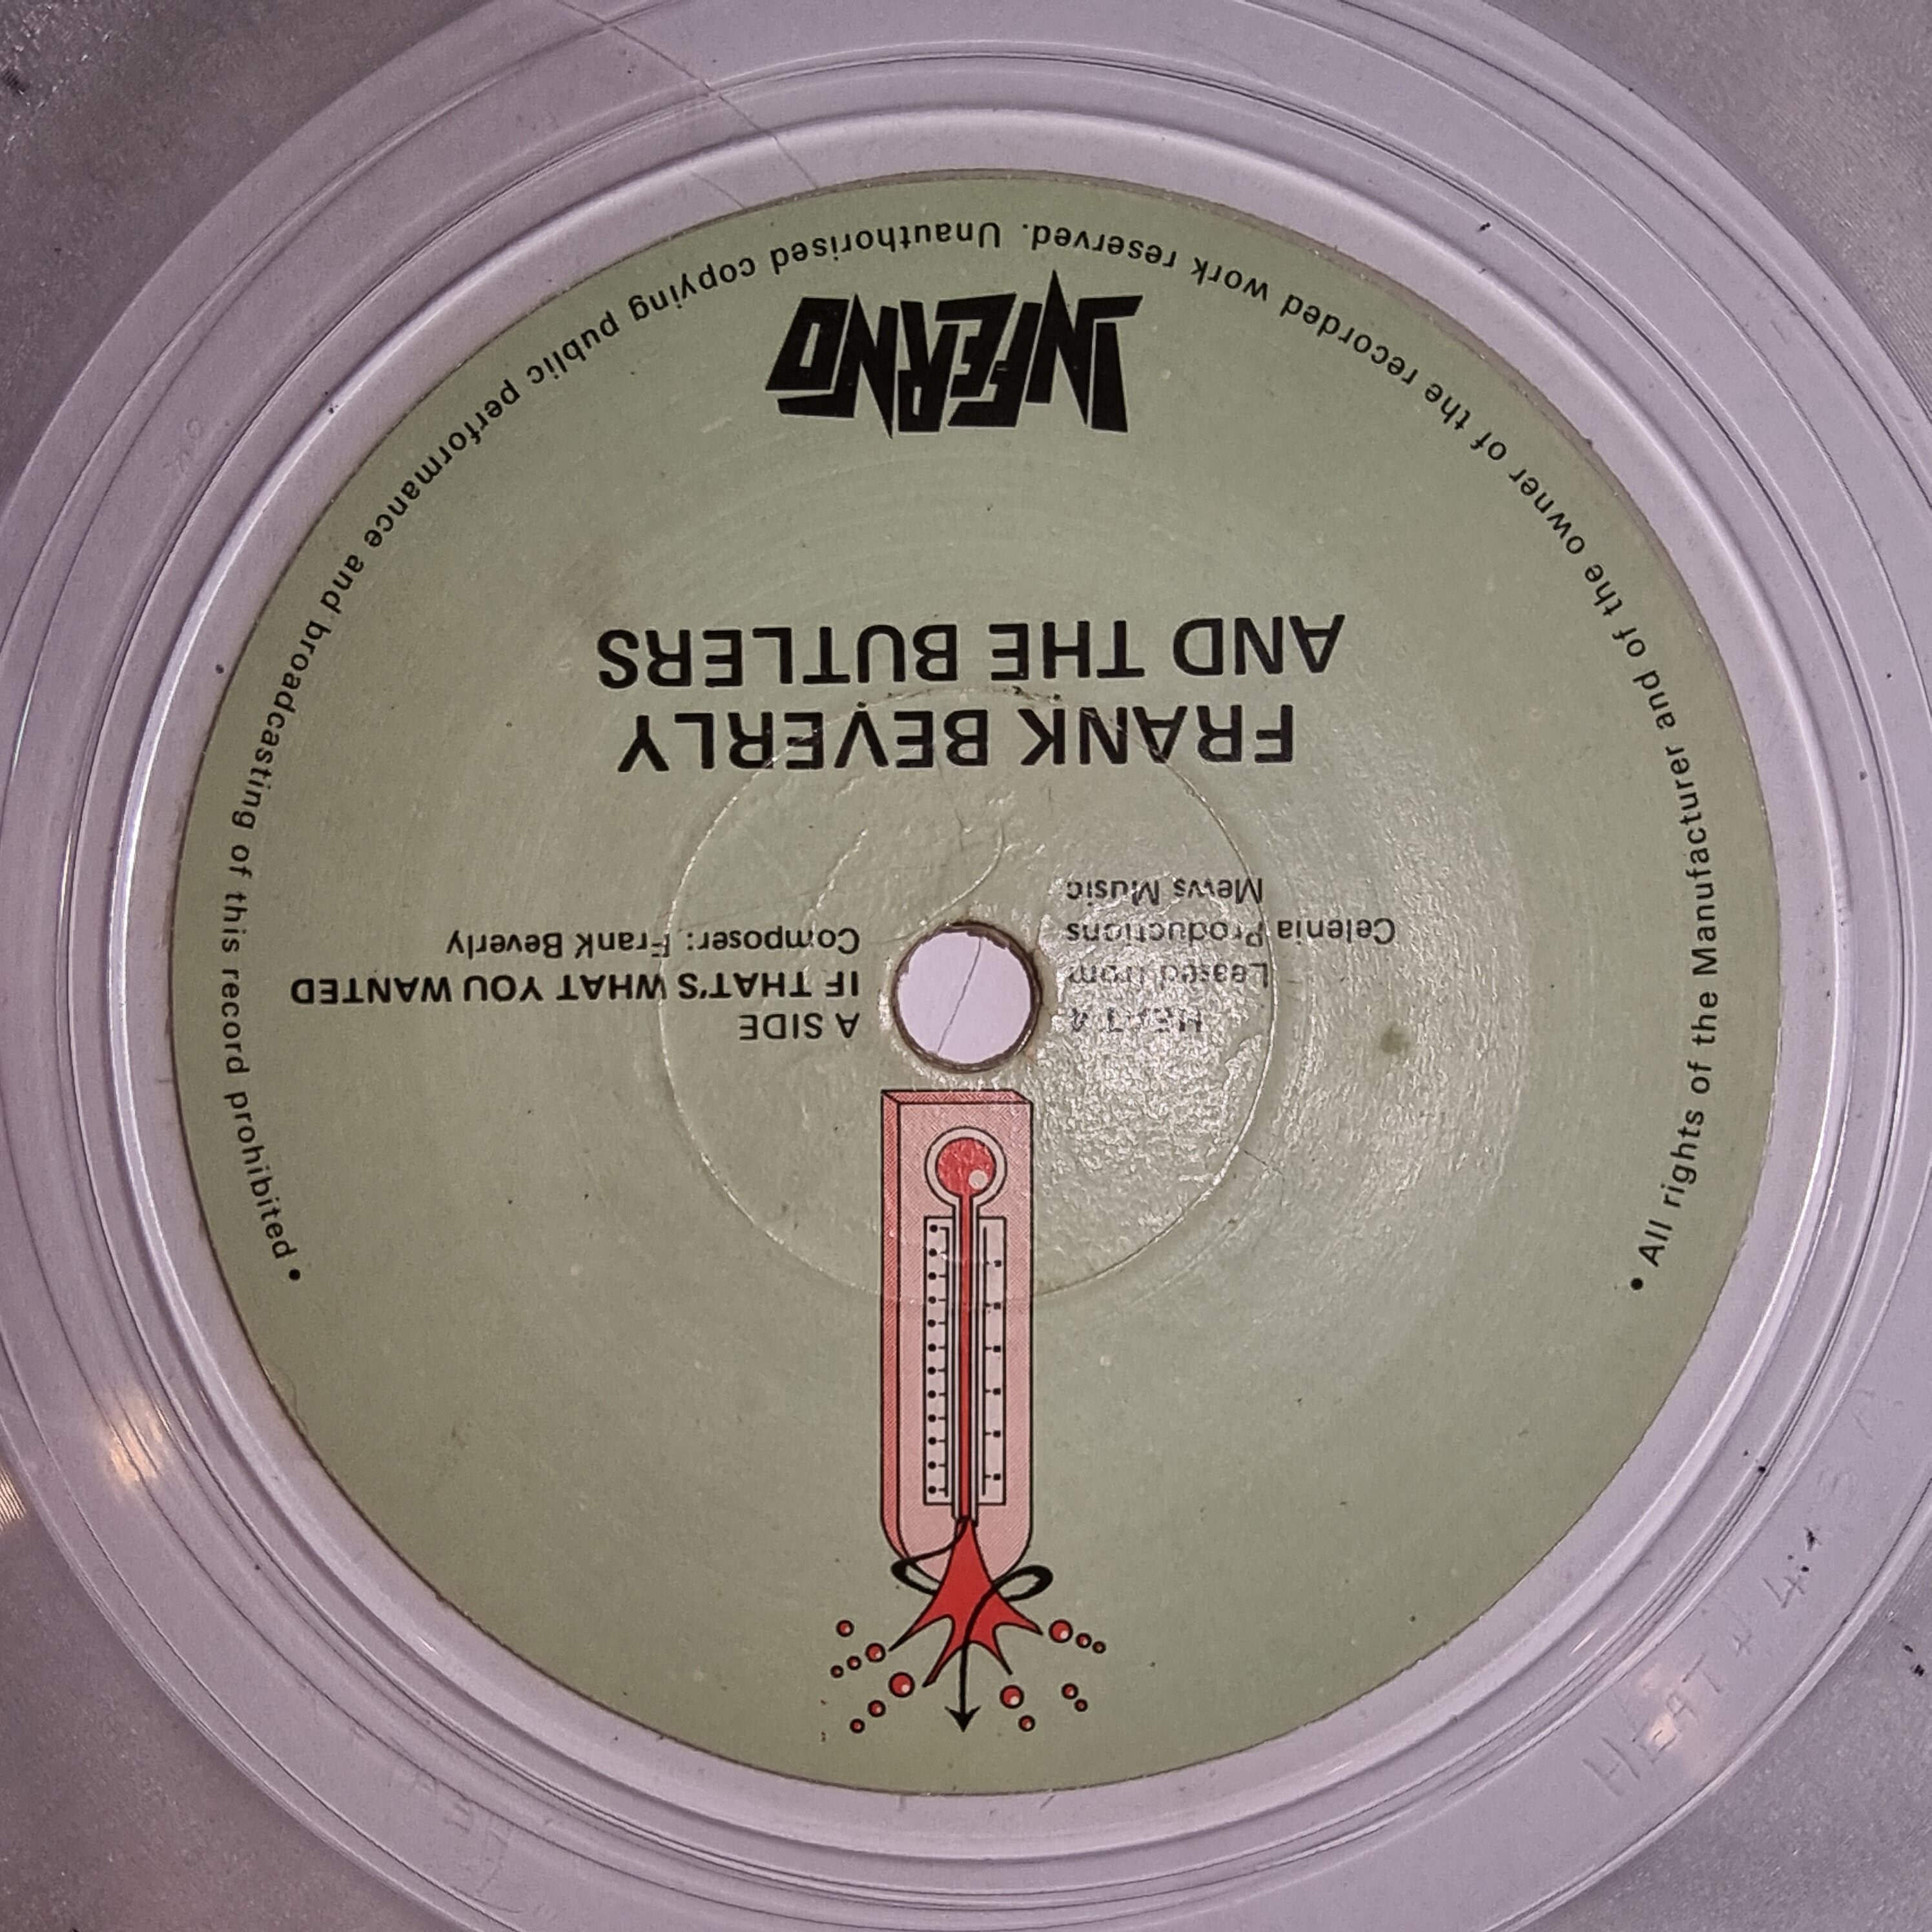 HEAT 4
Leased from
Celenia Productions
Mews Music
A SIDE
IF THAT'S WHAT YOU WANTED
Composer: Frank Beverly
FRANK BEVERLY
AND THE BUTLERS
INFERNO
• All rights of the Manufacturer and of the owner of the recorded work reserved. Unauthorised copying public performance and broadcasting of this record prohibited •
HEAT